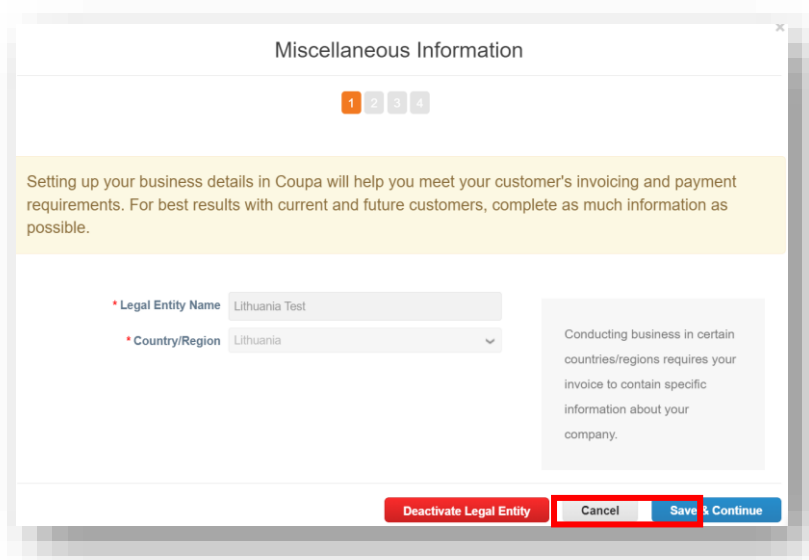 ×
Miscellaneous Information
1 2 3 4
Setting up your business details in Coupa will help you meet your customer's invoicing and payment
requirements. For best results with current and future customers, complete as much information as
possible.
* Legal Entity Name Lithuania Test
* Country/Region Lithuania
Conducting business in certain
countries/regions requires your
invoice to contain specific
information about your
company.
Deactivate Legal Entity Cancel Save & Continue